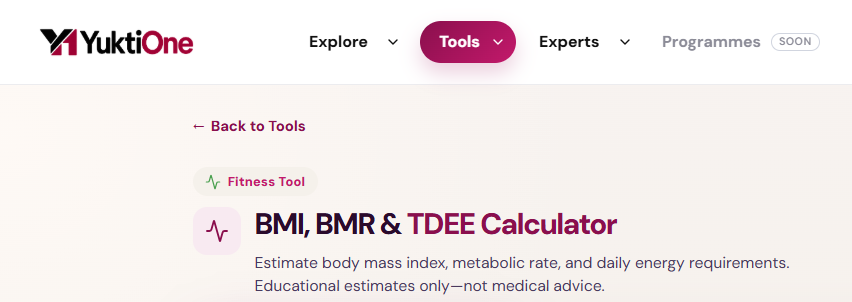 YuktiOne
Explore Tools Experts Programmes SOON
← Back to Tools
Fitness Tool
BMI, BMR & TDEE Calculator
Estimate body mass index, metabolic rate, and daily energy requirements.
Educational estimates only—not medical advice.